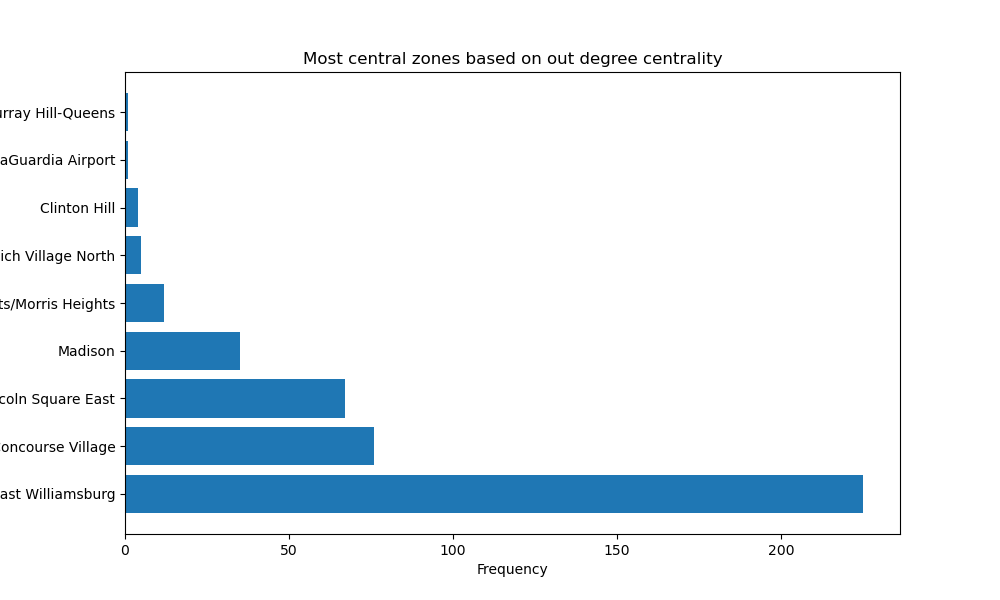 Most central zones based on out degree centrality
urray Hill-Queens
aGuardia Airport
Clinton Hill
ich Village North
ts/Morris Heights
Madison
coln Square East
Concourse Village
ast Williamsburg
0 50 100 150 200
Frequency